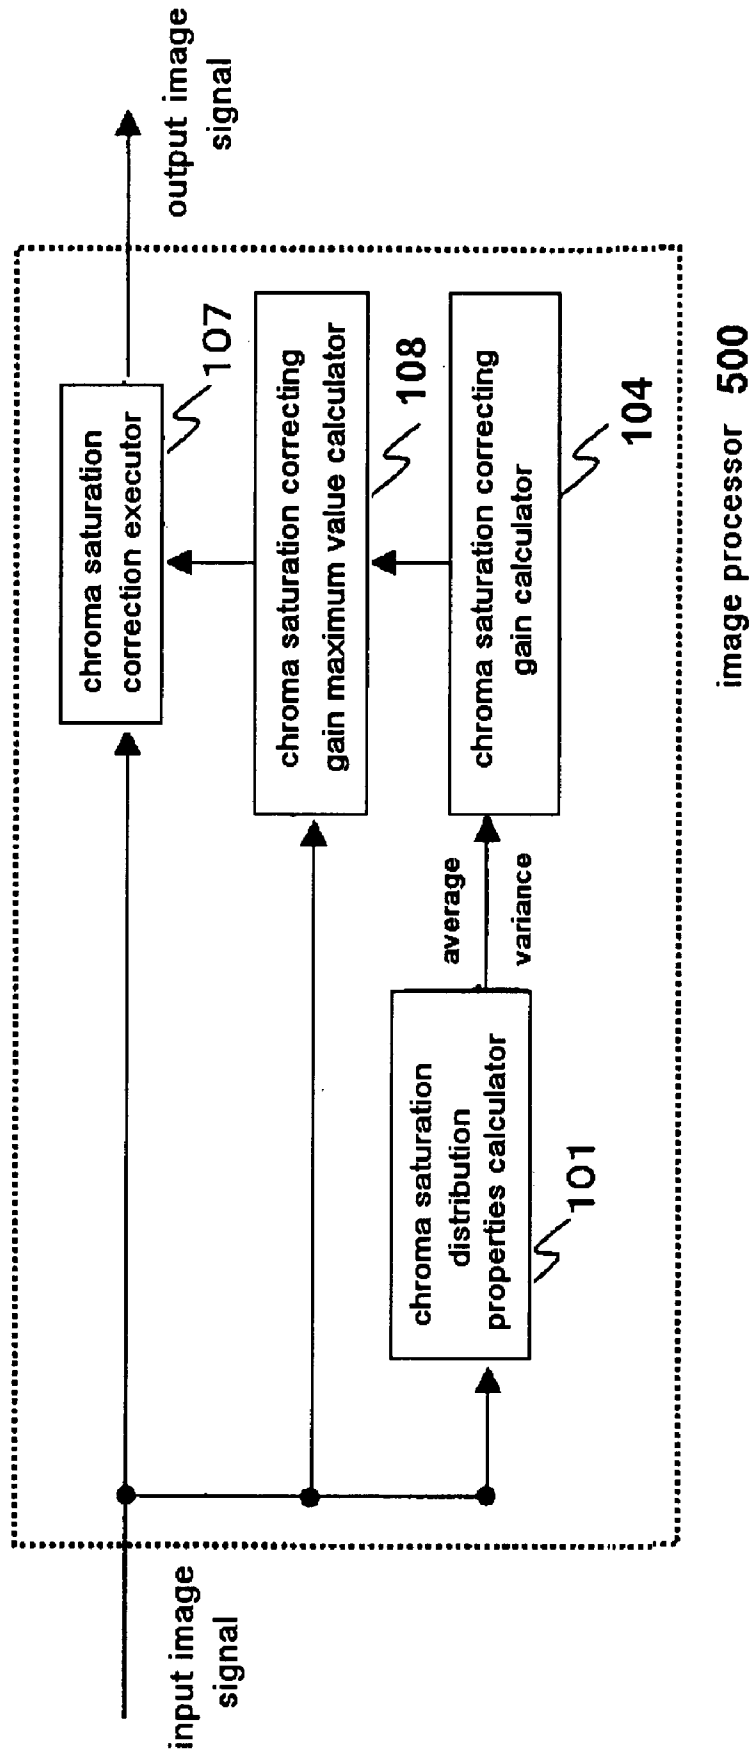 input image
signal
chroma saturation
correction executor
107
output image
signal
chroma saturation correcting
gain maximum value calculator
108
chroma saturation
distribution
properties calculator
101
average
variance
chroma saturation correcting
gain calculator
104
image processor 500